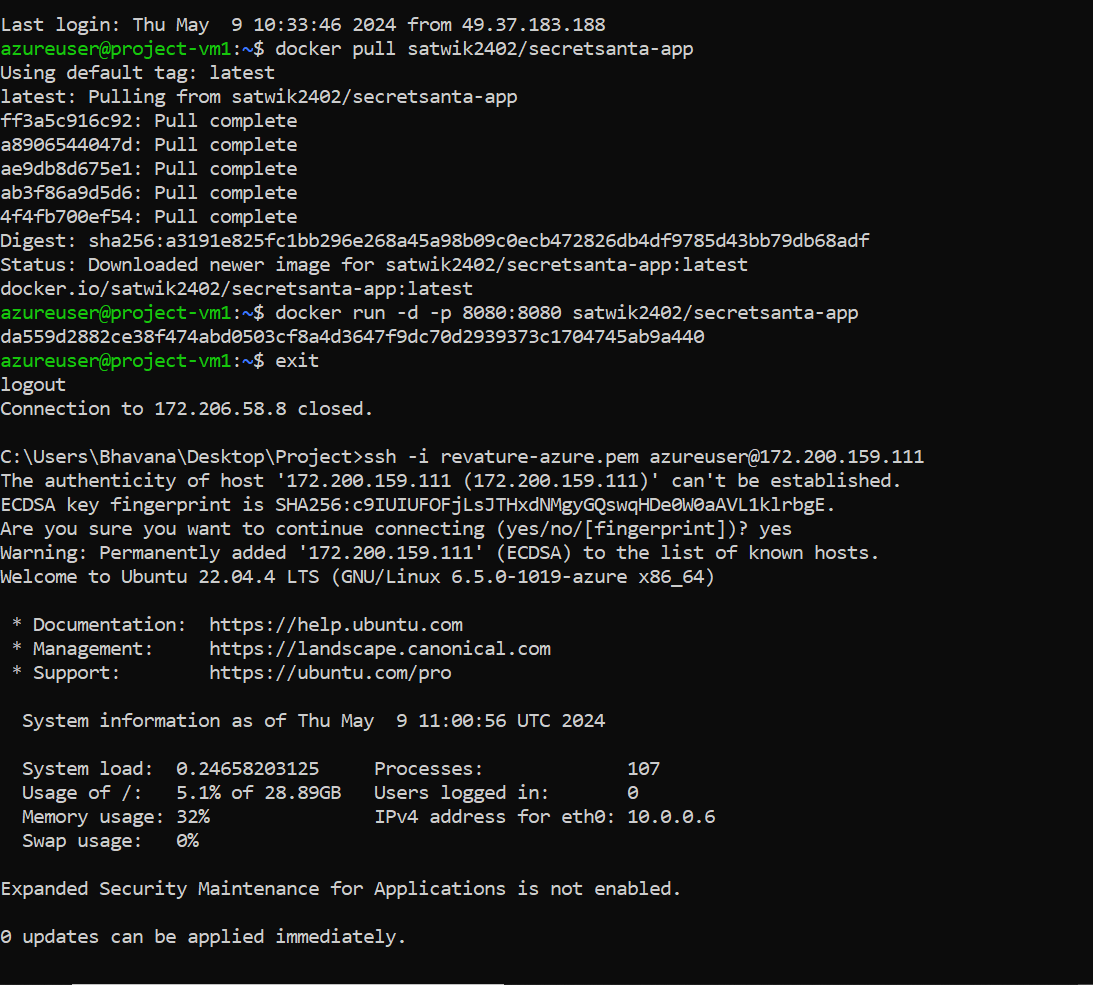 Last login: Thu May  9 10:33:46 2024 from 49.37.183.188
azureuser@project-vm1:~$ docker pull satwik2402/secretsanta-app
Using default tag: latest
latest: Pulling from satwik2402/secretsanta-app
ff3a5c916c92: Pull complete
a8906544047d: Pull complete
ae9db8d675e1: Pull complete
ab3f86a9d5d6: Pull complete
4f4fb700ef54: Pull complete
Digest: sha256:a3191e825fc1bb296e268a45a98b09c0ecb472826db4df9785d43bb79db68adf
Status: Downloaded newer image for satwik2402/secretsanta-app:latest
docker.io/satwik2402/secretsanta-app:latest
azureuser@project-vm1:~$ docker run -d -p 8080:8080 satwik2402/secretsanta-app
da559d2882ce38f474abd0503cf8a4d3647f9dc70d2939373c1704745ab9a440
azureuser@project-vm1:~$ exit
logout
Connection to 172.206.58.8 closed.
C:\Users\Bhavana\Desktop\Project>ssh -i revature-azure.pem azureuser@172.200.159.111
The authenticity of host '172.200.159.111 (172.200.159.111)' can't be established.
ECDSA key fingerprint is SHA256:c9IUIUFOFjLsJTHxdNMgyGQswqHDe0W0aAVL1klrbgE.
Are you sure you want to continue connecting (yes/no/[fingerprint])? yes
Warning: Permanently added '172.200.159.111' (ECDSA) to the list of known hosts.
Welcome to Ubuntu 22.04.4 LTS (GNU/Linux 6.5.0-1019-azure x86_64)
 * Documentation:  https://help.ubuntu.com
 * Management:     https://landscape.canonical.com
 * Support:        https://ubuntu.com/pro
  System information as of Thu May  9 11:00:56 UTC 2024
  System load:  0.24658203125     Processes:             107
  Usage of /:   5.1% of 28.89GB   Users logged in:       0
  Memory usage: 32%               IPv4 address for eth0: 10.0.0.6
  Swap usage:   0%
Expanded Security Maintenance for Applications is not enabled.
0 updates can be applied immediately.